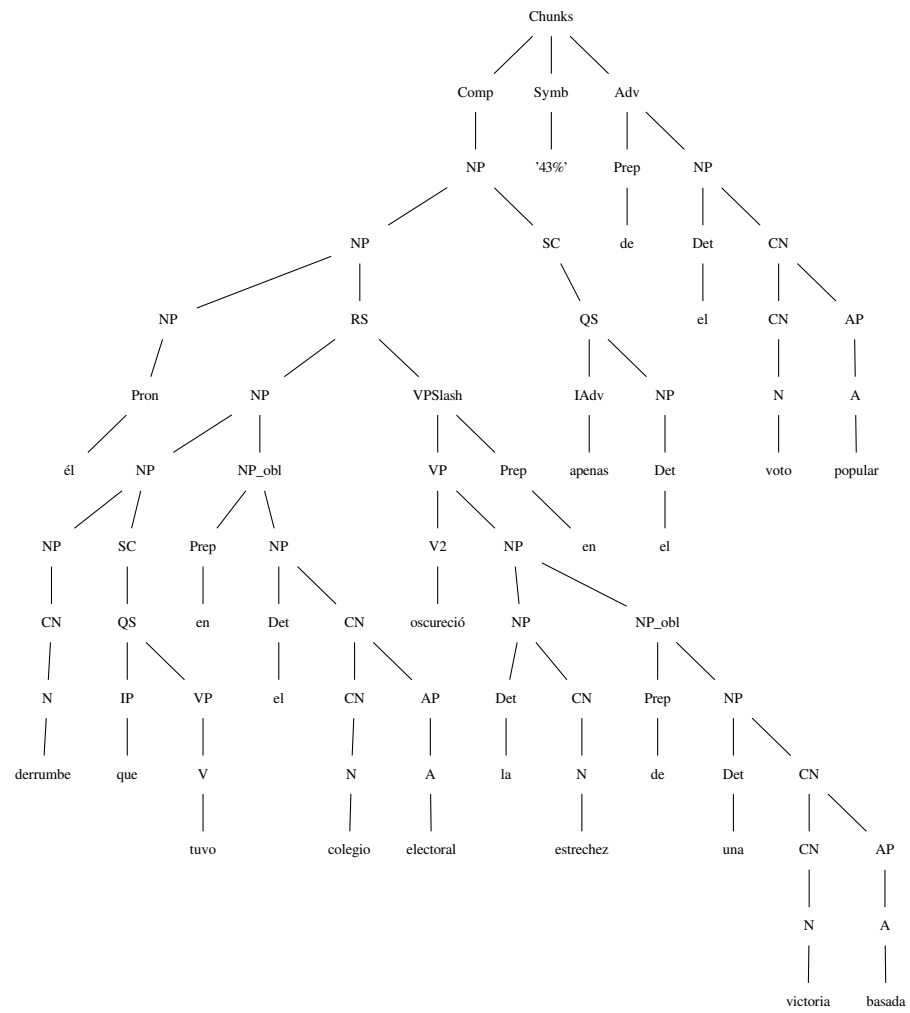 Chunks
Comp Symb Adv
NP '43%' Prep NP
NP SC de Det CN
NP RS QS el CN AP
Pron NP VPSlash IAdv NP N A
él NP NP_obl VP Prep apenas Det voto popular
NP SC Prep NP V2 NP en el
CN QS en Det CN oscureció NP NP_obl
N IP VP el CN AP Det CN Prep NP
derrumbe que V N A la N de Det CN
tuvo colegio electoral estrechez una CN AP
N A
victoria basada